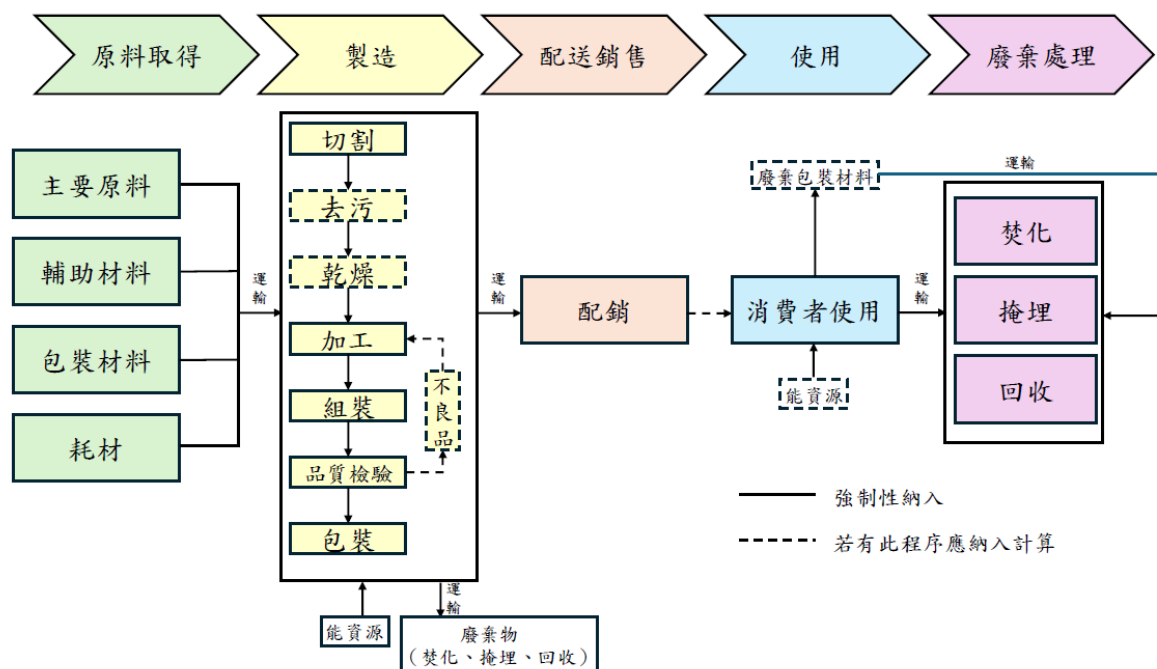 原料取得
製造
配送銷售
使用
廢棄處理
主要原料
輔助材料
包裝材料
耗材
運輸
切割
去污
乾燥
加工
組裝
品質檢驗
包裝
不良品
能資源
運輸
廢棄物
（焚化、掩埋、回收）
運輸
配銷
廢棄包裝材料
消費者使用
能資源
運輸
運輸
焚化
掩埋
回收
強制性納入
若有此程序應納入計算